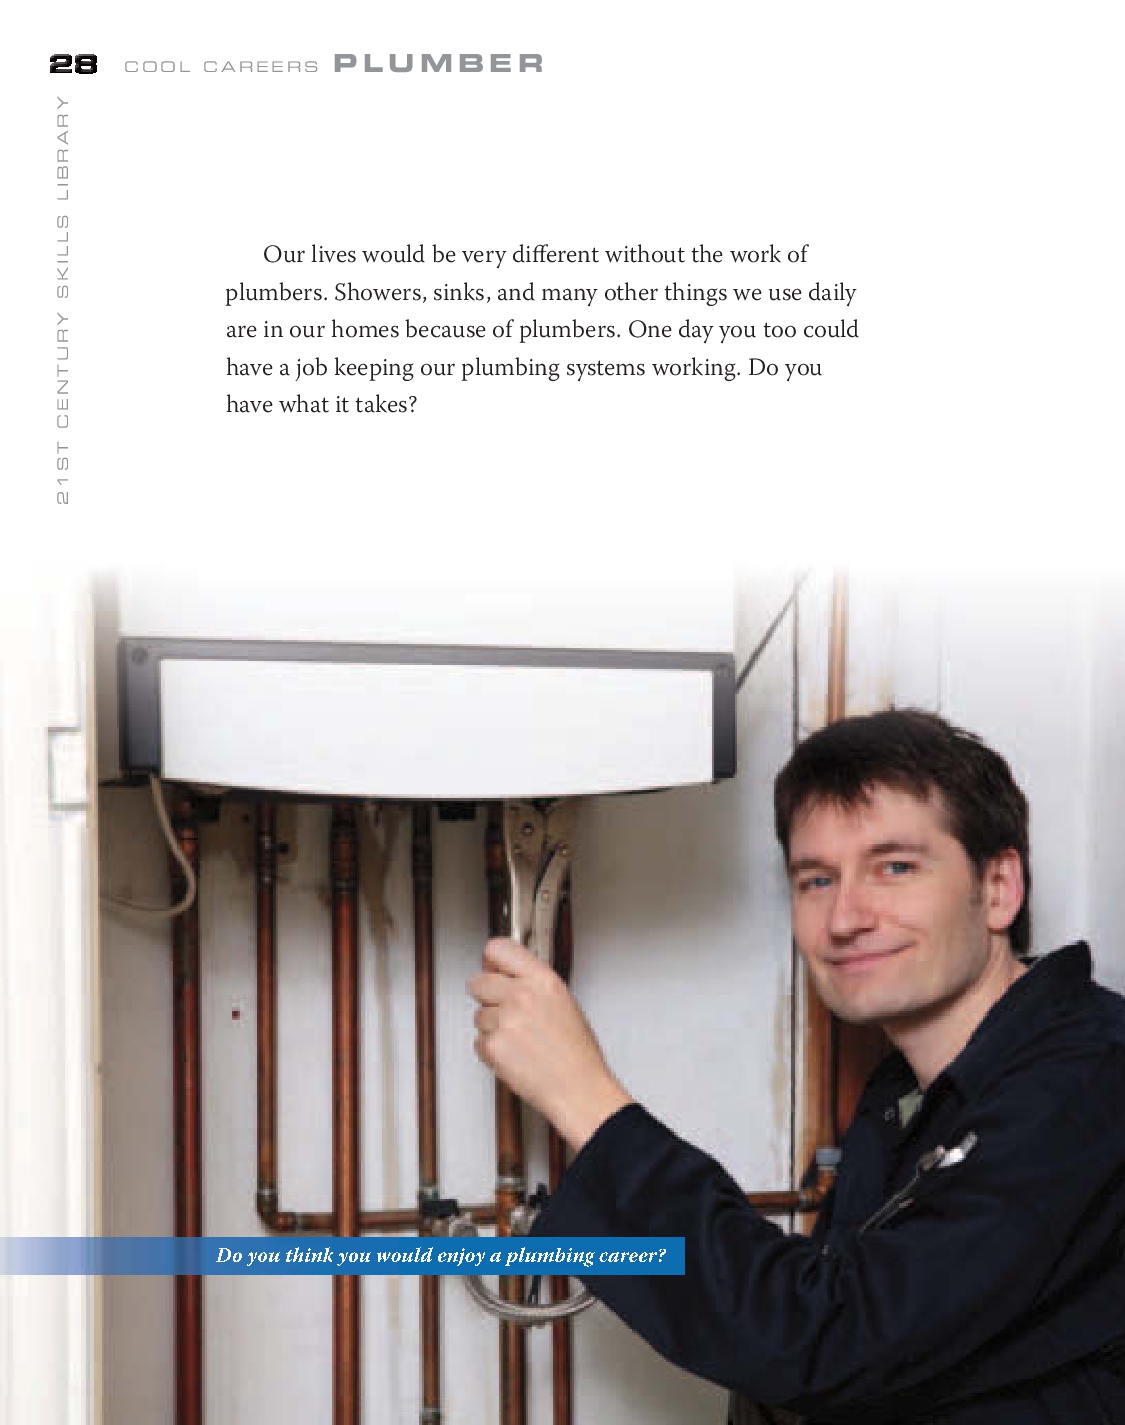 28 COOL CAREERS PLUMBER
21ST CENTURY SKILLS LIBRARY
Our lives would be very different without the work of
plumbers. Showers, sinks, and many other things we use daily
are in our homes because of plumbers. One day you too could
have a job keeping our plumbing systems working. Do you
have what it takes?
Do you think you would enjoy a plumbing career?